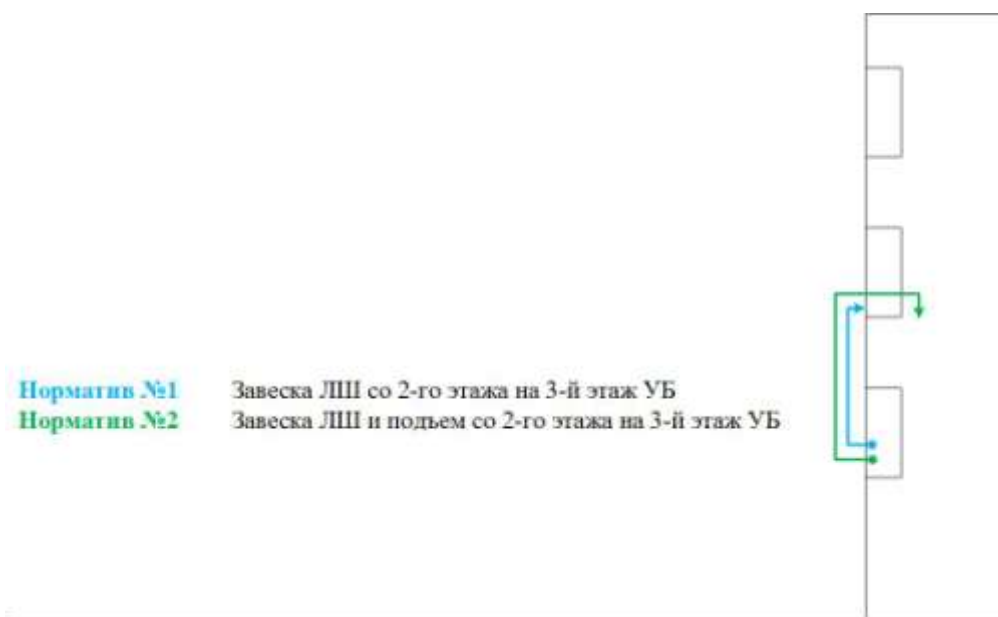 Норматив №1 Завеска ЛШ со 2-го этажа на 3-й этаж УБ
Норматив №2 Завеска ЛШ и подъем со 2-го этажа на 3-й этаж УБ